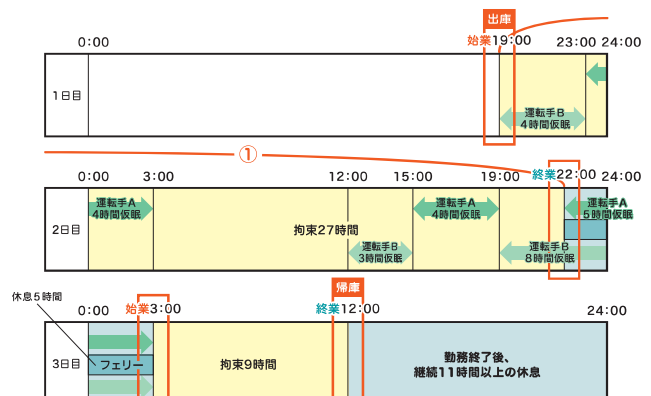 出庫
0:00 始業19:00 23:00 24:00
1日目
運転手B
4時間仮眠
①
0:00 3:00 12:00 15:00 19:00 終業22:00 24:00
運転手A
4時間仮眠
運転手A
4時間仮眠
運転手A
5時間仮眠
2日目
拘束27時間
運転手B
3時間仮眠
運転手B
8時間仮眠
休息5時間
帰庫
0:00 始業3:00 終業12:00 24:00
3日目
フェリー
拘束9時間
勤務終了後、
継続11時間以上の休息